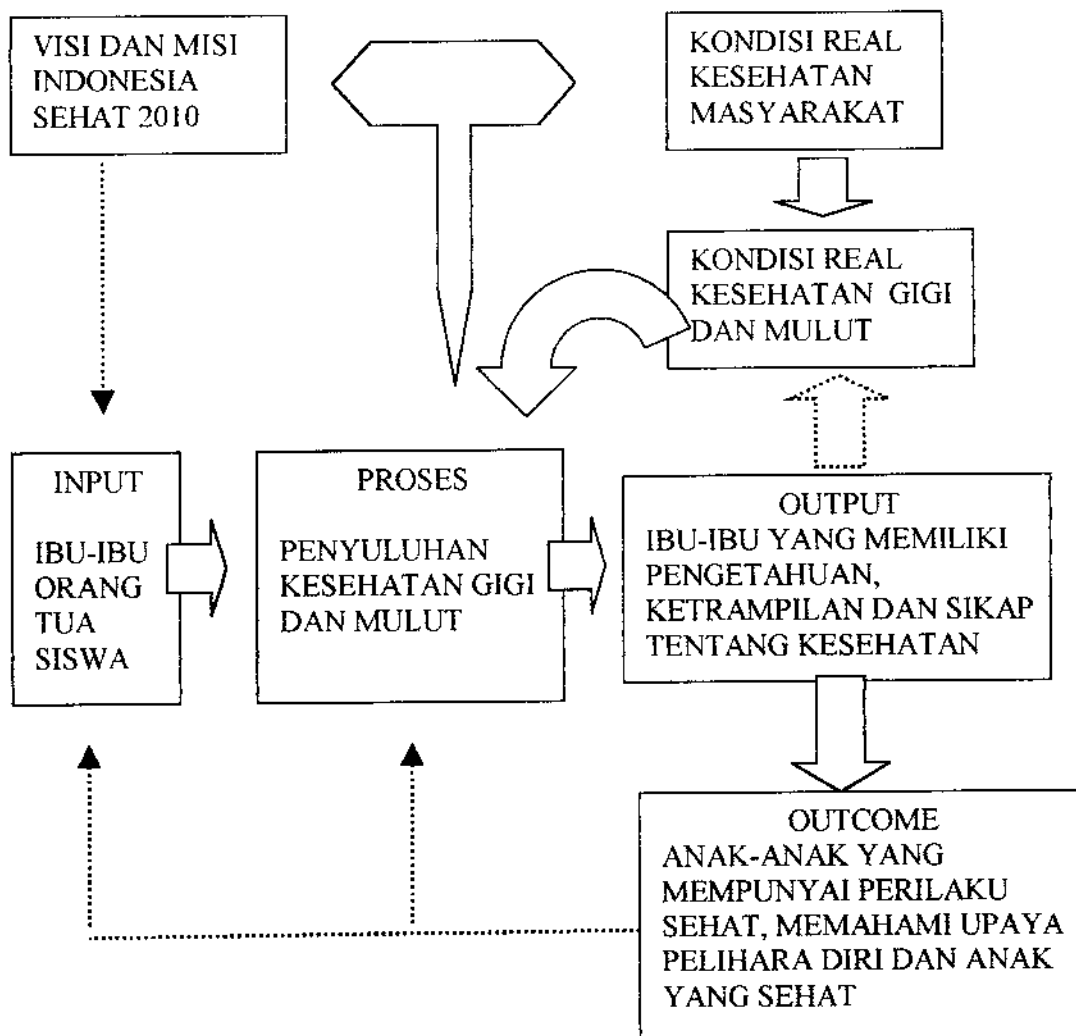 VISI DAN MISI
INDONESIA
SEHAT 2010
KONDISI REAL
KESEHATAN
MASYARAKAT
KONDISI REAL
KESEHATAN GIGI
DAN MULUT
INPUT
IBU-IBU
ORANG
TUA
SISWA
PROSES
PENYULUHAN
KESEHATAN GIGI
DAN MULUT
OUTPUT
IBU-IBU YANG MEMILIKI
PENGETAHUAN,
KETRAMPILAN DAN SIKAP
TENTANG KESEHATAN
OUTCOME
ANAK-ANAK YANG
MEMPUNYAI PERILAKU
SEHAT, MEMAHAMI UPAYA
PELIHARA DIRI DAN ANAK
YANG SEHAT